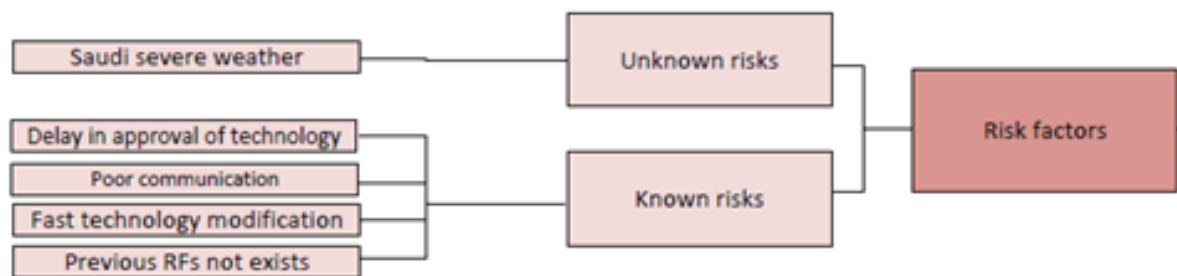 Saudi severe weather
Unknown risks
Risk factors
Delay in approval of technology
Poor communication
Fast technology modification
Previous RFs not exists
Known risks